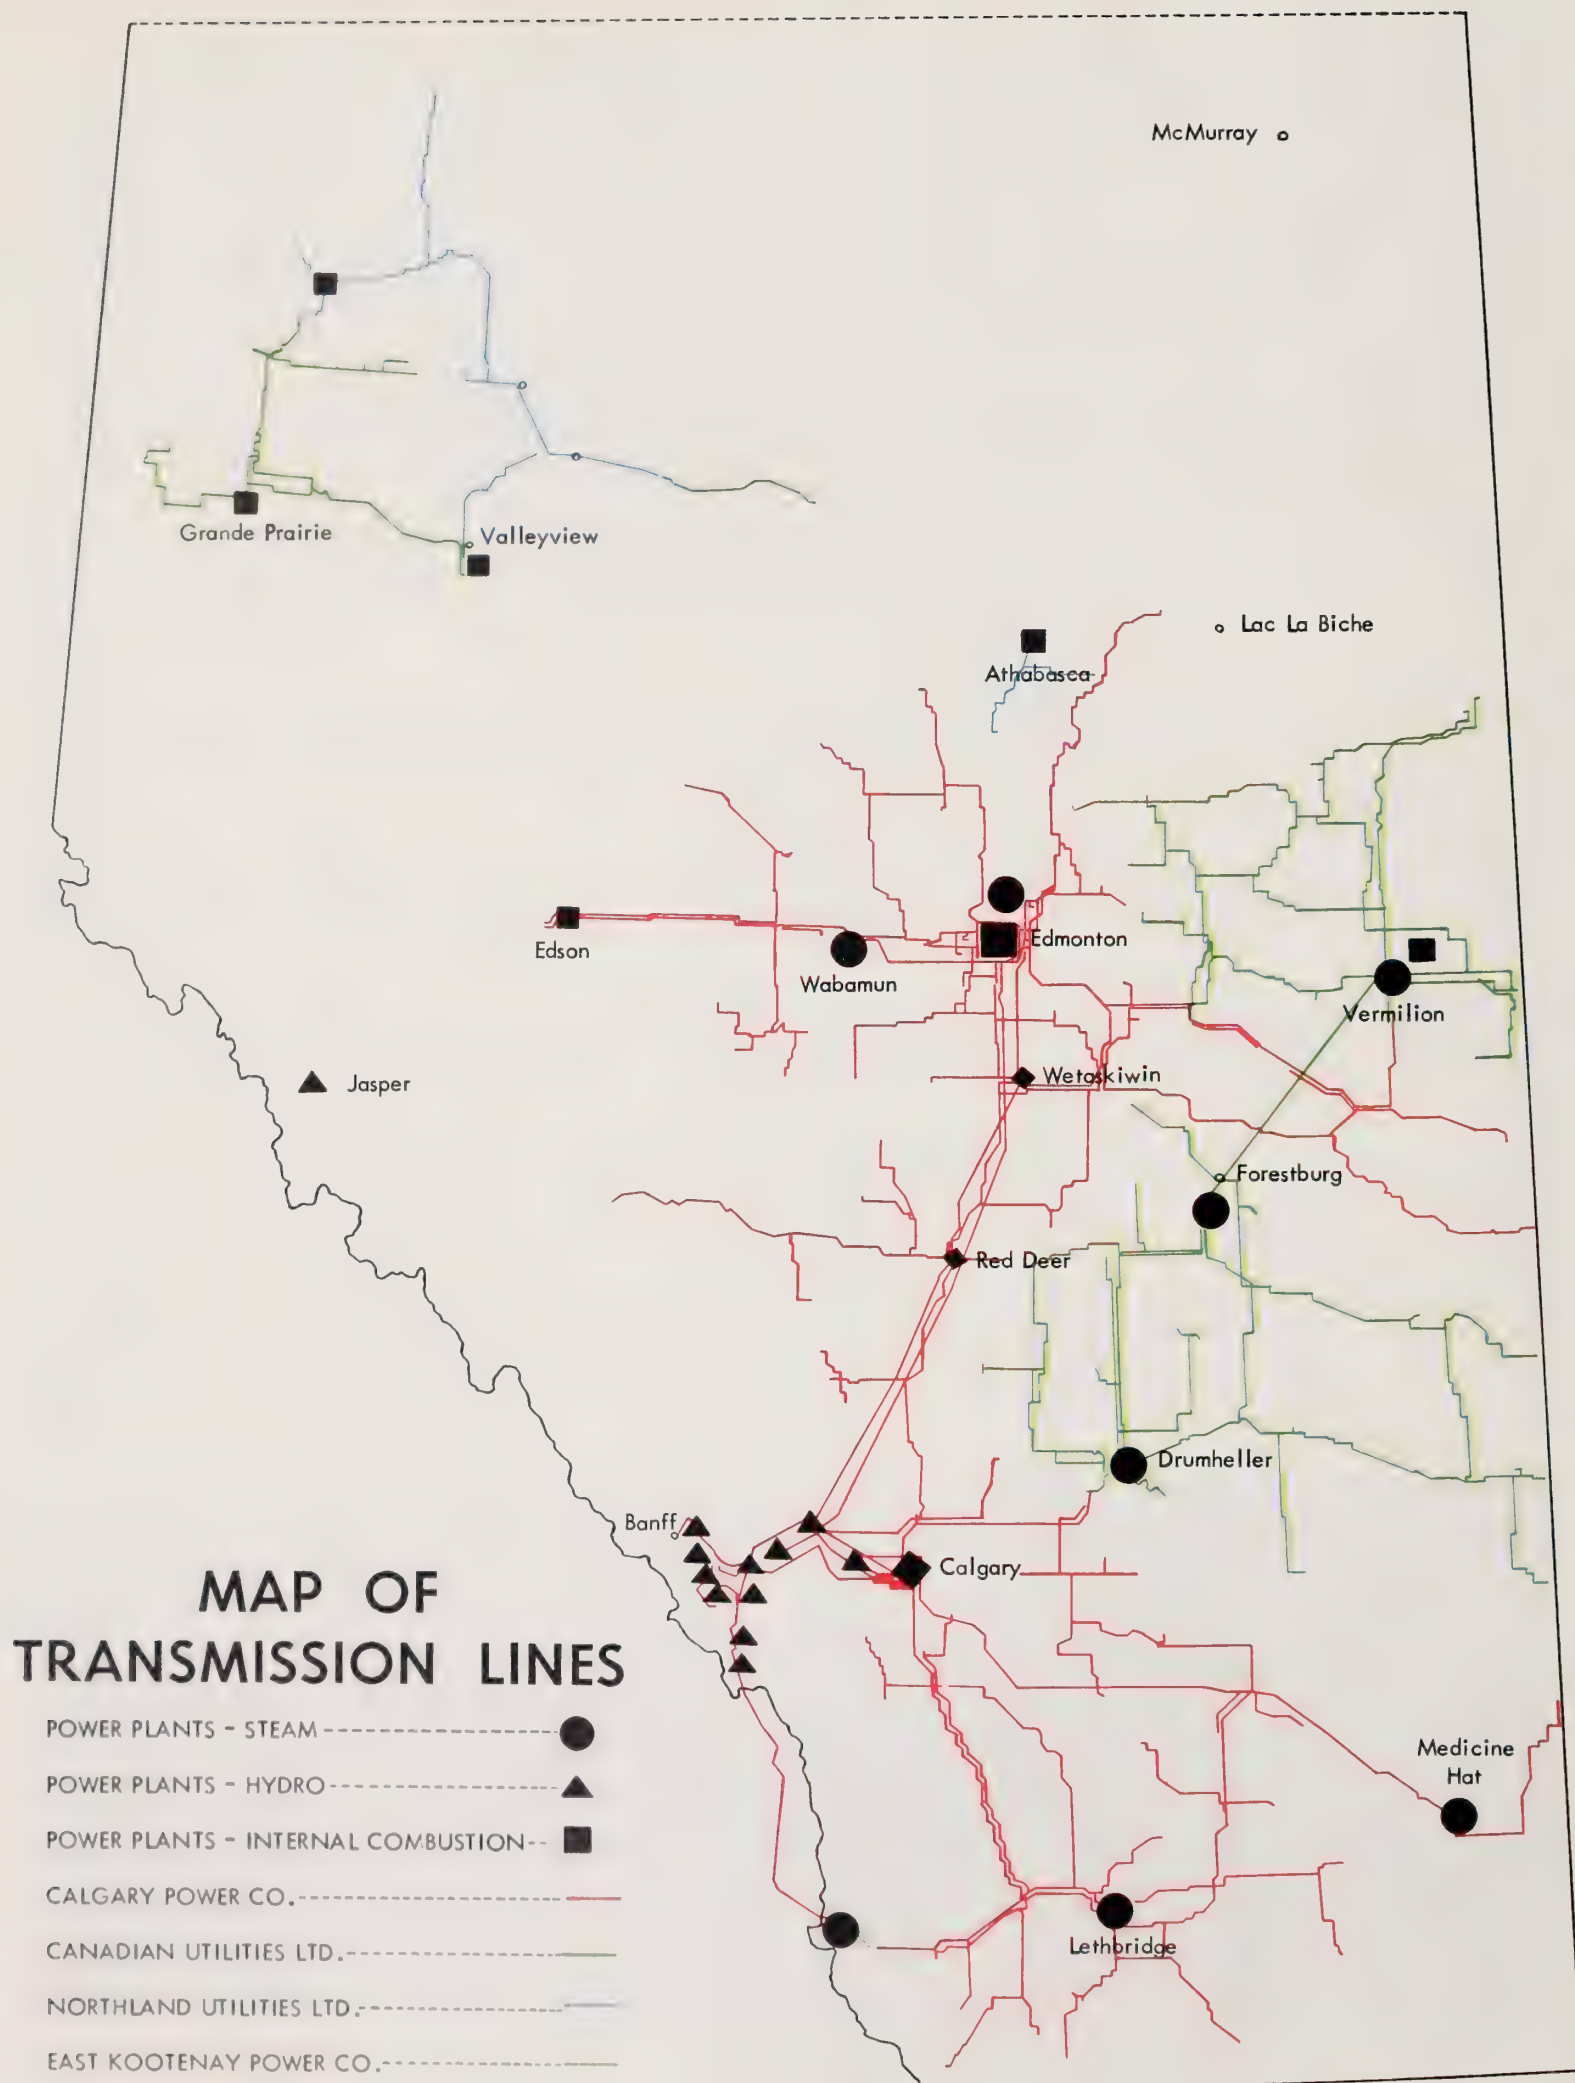 McMurray
Grande Prairie
Valleyview
Lac La Biche
Athabasca
Edson
Edmonton
Wabamun
Vermilion
Jasper
Wetaskiwin
Forestburg
Red Deer
Drumheller
Banff
Calgary
MAP OF
TRANSMISSION LINES
POWER PLANTS - STEAM
POWER PLANTS - HYDRO
POWER PLANTS - INTERNAL COMBUSTION
CALGARY POWER CO.
CANADIAN UTILITIES LTD.
NORTHLAND UTILITIES LTD.
EAST KOOTENAY POWER CO.
Medicine
Hat
Lethbridge